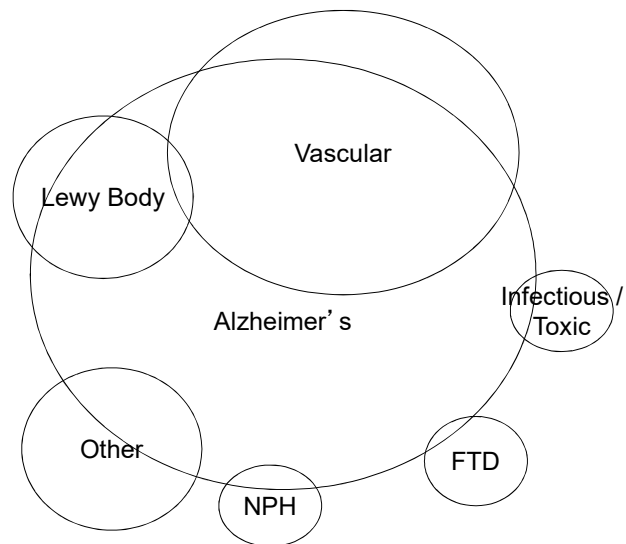 Vascular
Lewy Body
Infectious /
Toxic
Alzheimer’s
Other
FTD
NPH